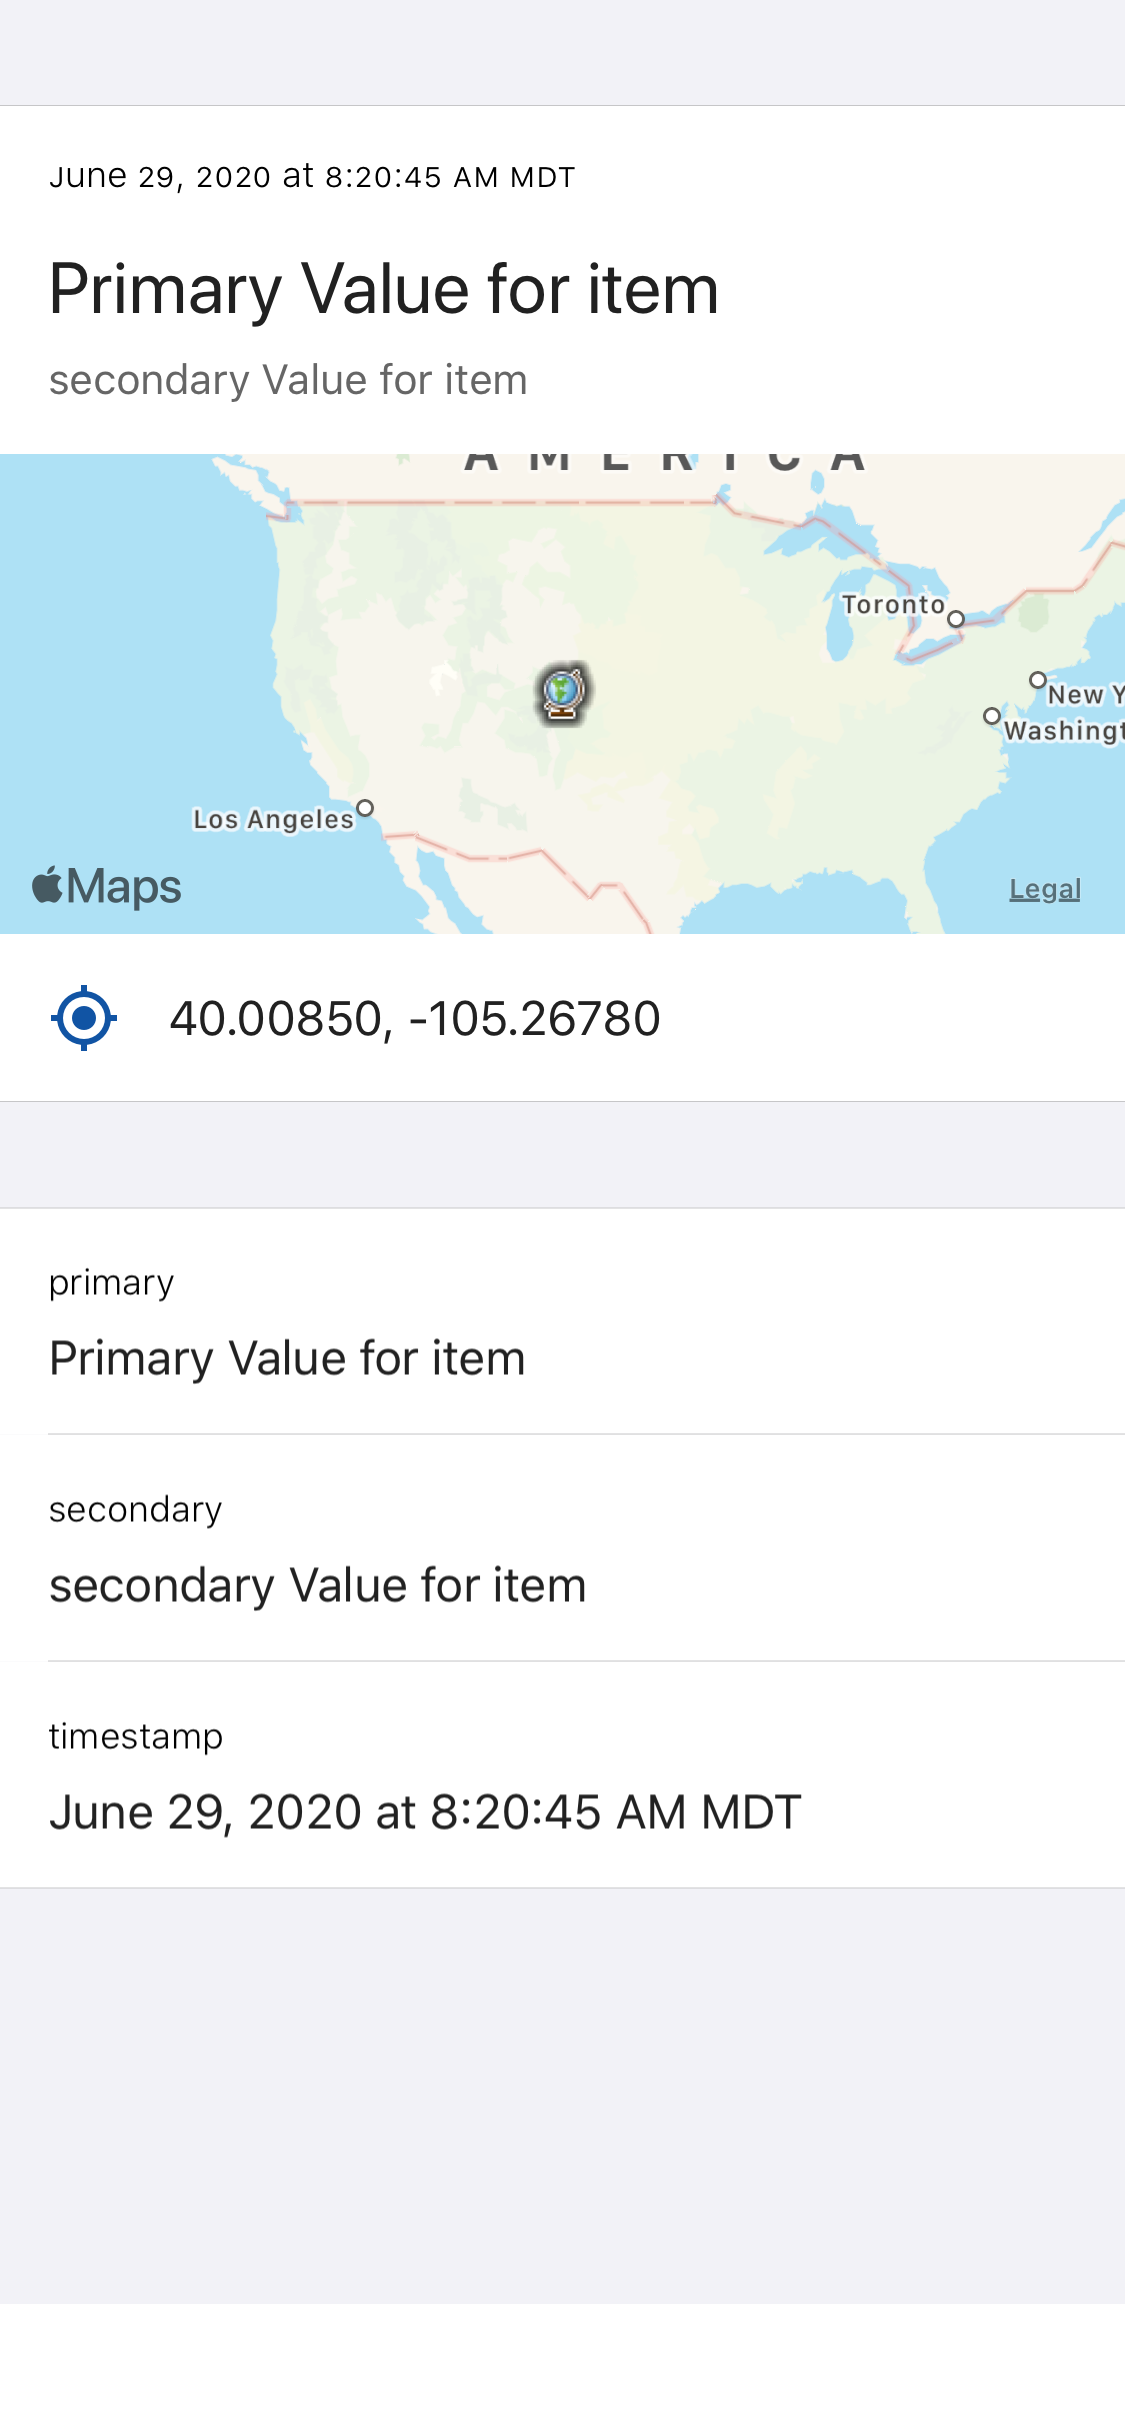 June 29, 2020 at 8:20:45 AM MDT
Primary Value for item
secondary Value for item
AMERICA
Toronto
New Y
Washingt
Los Angeles
Maps
Legal
40.00850, -105.26780
primary
Primary Value for item
secondary
secondary Value for item
timestamp
June 29, 2020 at 8:20:45 AM MDT